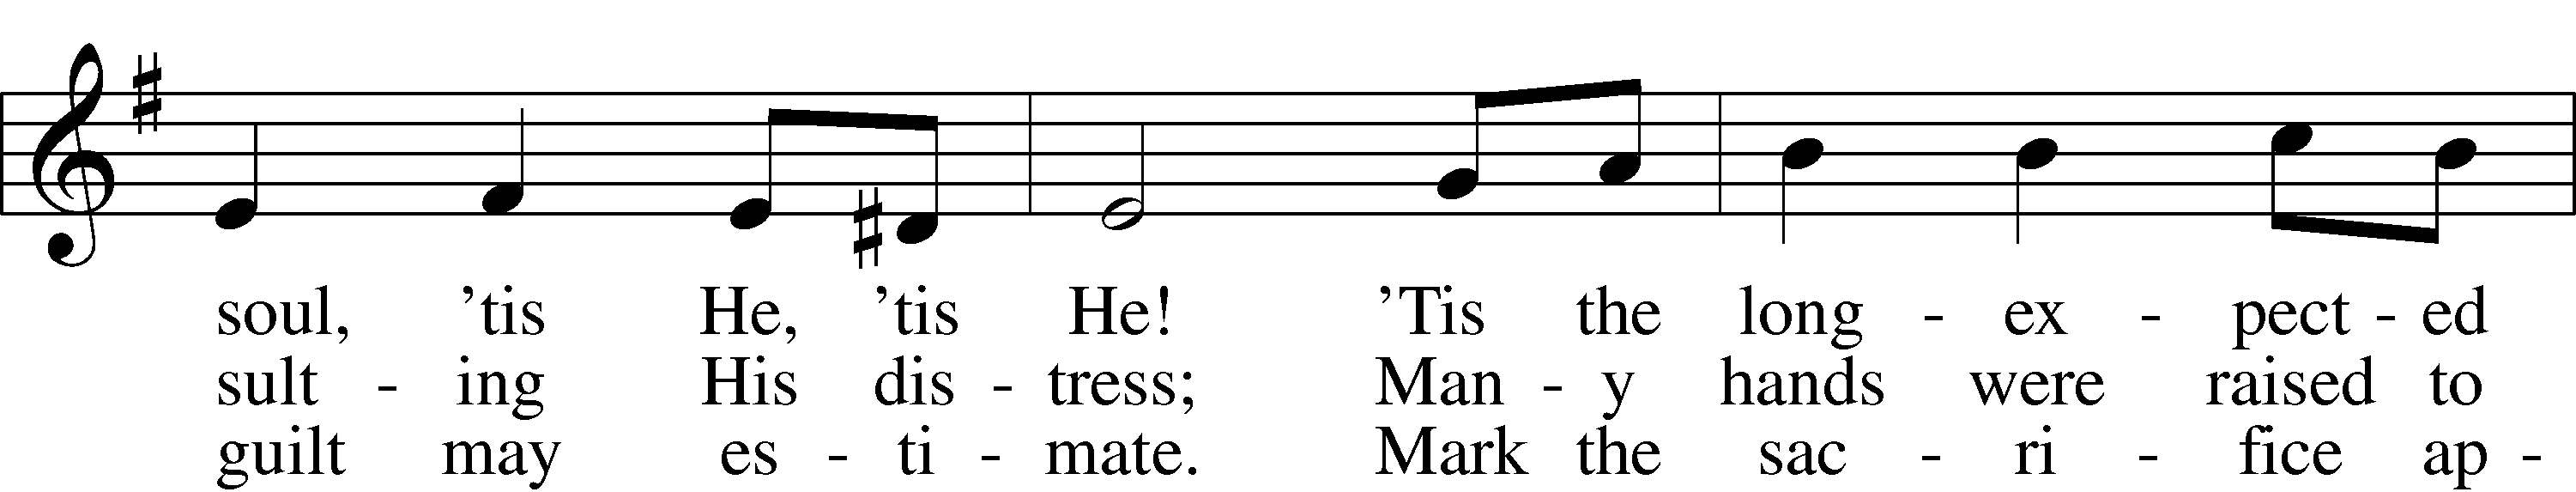 soul, ’tis He, ’tis He! ’Tis the long - ex - pect - ed
sult - ing His dis - tress; Man - y hands were raised to
guilt may es - ti - mate. Mark the sac - ri - fice ap -